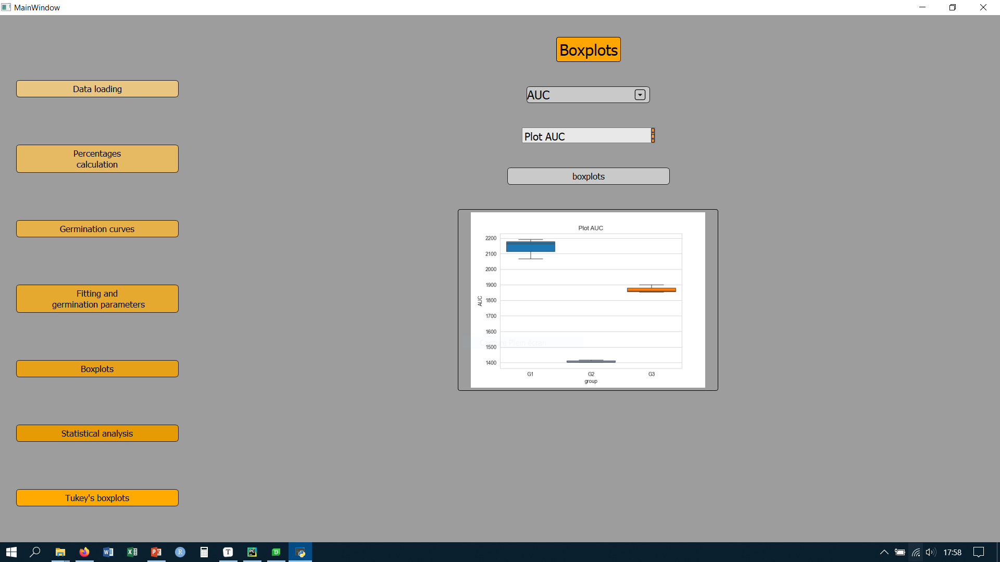 MainWindow
Boxplots
Data loading
AUC
Plot AUC
Percentages
calculation
boxplots
Germination curves
Fitting and
germination parameters
Boxplots
Statistical analysis
Tukey's boxplots
Plot AUC
2200
2100
2000
1900
1800
1700
1600
1500
1400
AUC
G1 G2 G3
group
Plein écran
17:58